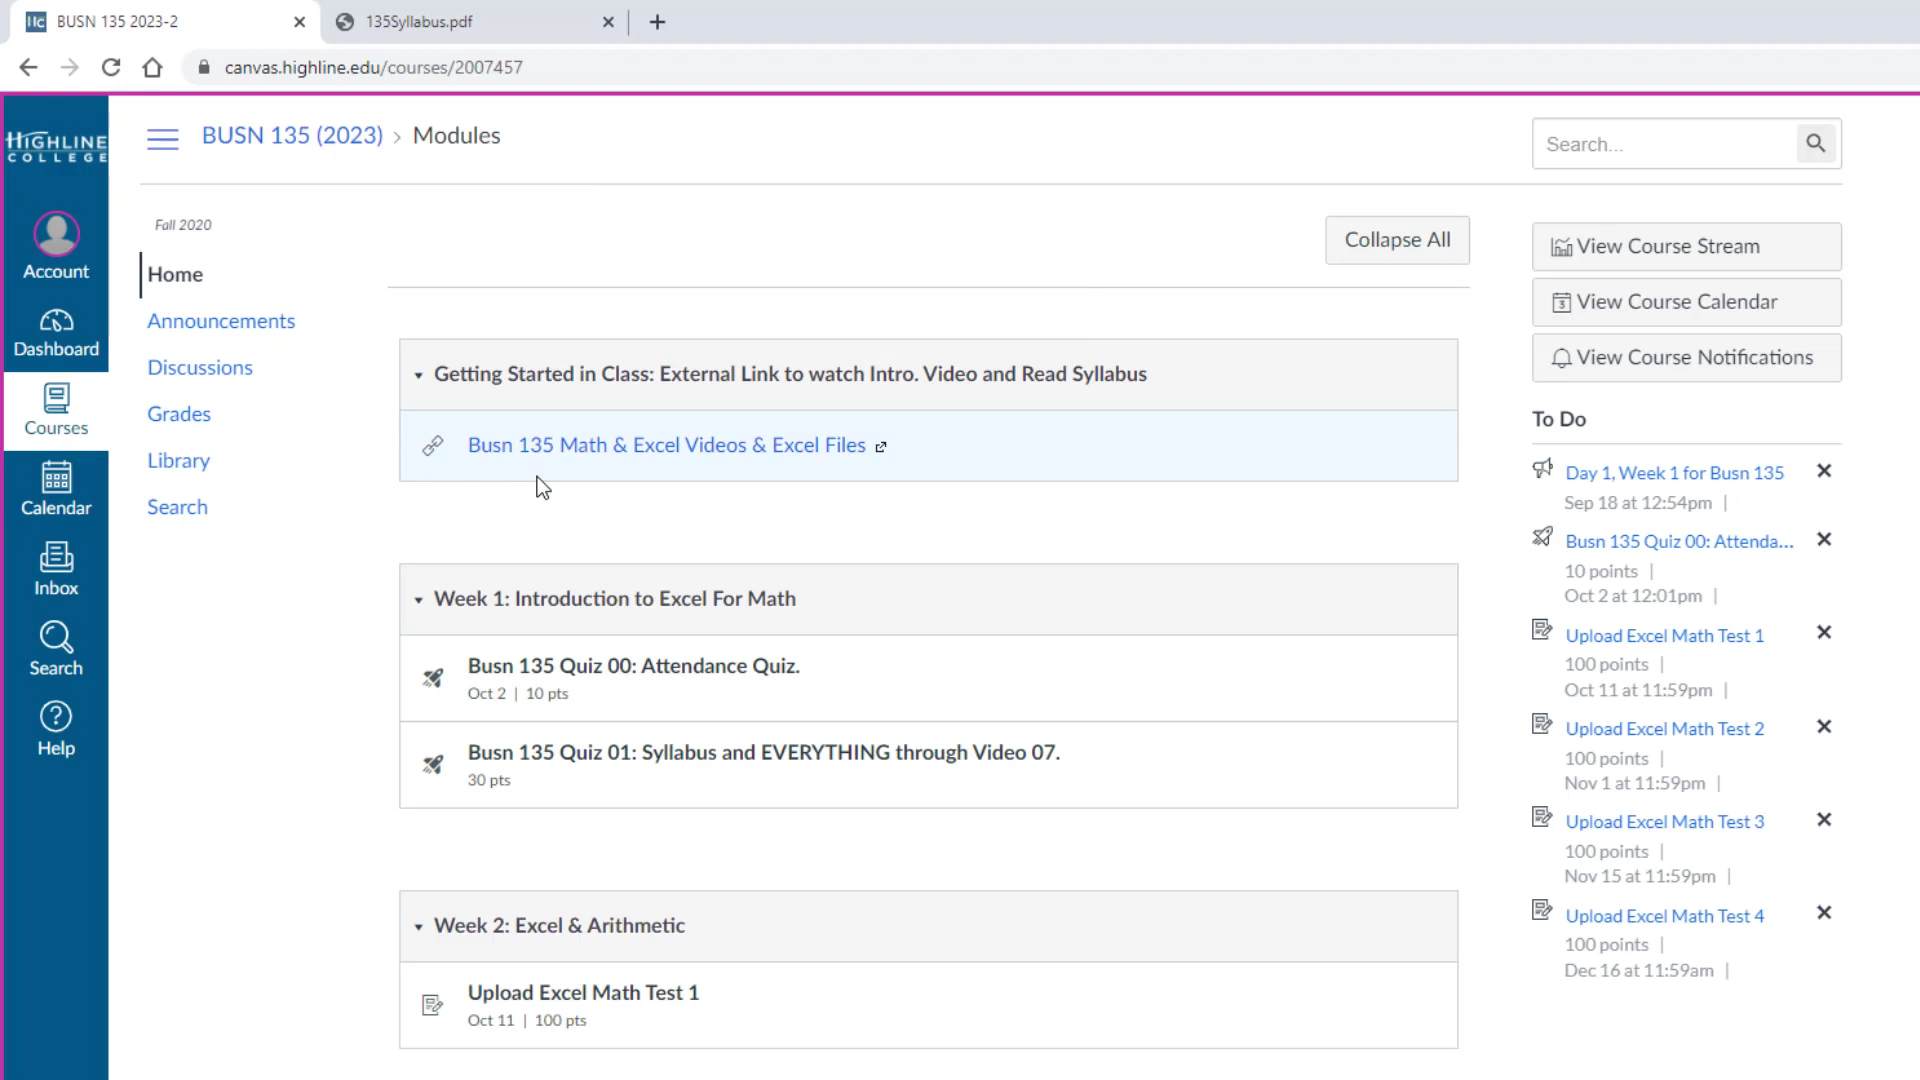 BUSN 135 2023-2
135Syllabus.pdf
canvas.highline.edu/courses/2007457
HIGHLINE
COLLEGE
Account
Dashboard
Courses
Calendar
Inbox
Search
Help
BUSN 135 (2023) › Modules
Search...
Fall 2020
Home
Announcements
Discussions
Grades
Library
Search
Collapse All
Getting Started in Class: External Link to watch Intro. Video and Read Syllabus
Busn 135 Math & Excel Videos & Excel Files
Week 1: Introduction to Excel For Math
Busn 135 Quiz 00: Attendance Quiz.
Oct 2 | 10 pts
Busn 135 Quiz 01: Syllabus and EVERYTHING through Video 07.
30 pts
Week 2: Excel & Arithmetic
Upload Excel Math Test 1
Oct 11 | 100 pts
View Course Stream
View Course Calendar
View Course Notifications
To Do
Day 1, Week 1 for Busn 135
Sep 18 at 12:54pm |
Busn 135 Quiz 00: Attenda...
10 points |
Oct 2 at 12:01pm |
Upload Excel Math Test 1
100 points |
Oct 11 at 11:59pm |
Upload Excel Math Test 2
100 points |
Nov 1 at 11:59pm |
Upload Excel Math Test 3
100 points |
Nov 15 at 11:59pm |
Upload Excel Math Test 4
100 points |
Dec 16 at 11:59am |